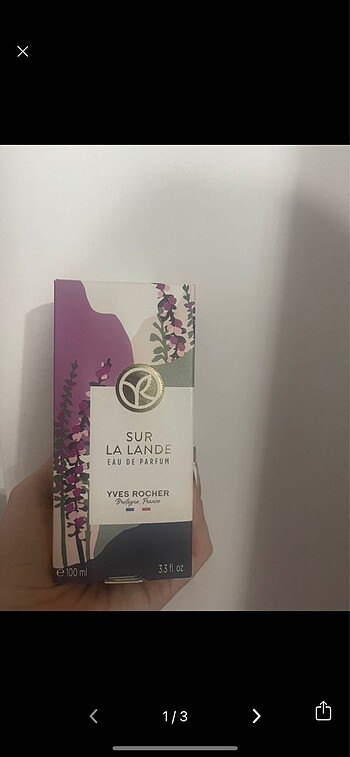 SUR
LA LANDE
EAU DE PARFUM
YVES ROCHER
Bretagne, France
℮ 100 ml
3.3 fl. oz.
1/3